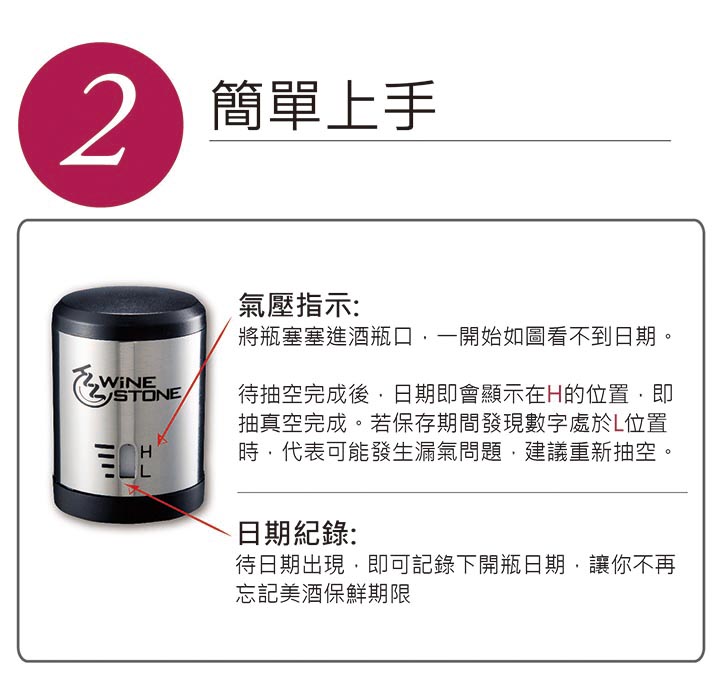 2
簡單上手
氣壓指示:
將瓶塞塞進酒瓶口，一開始如圖看不到日期。
待抽空完成後，日期即會顯示在H的位置，即
抽真空完成。若保存期間發現數字處於L位置
時，代表可能發生漏氣問題，建議重新抽空。
WiNE
STONE
H
L
日期紀錄:
待日期出現，即可記錄下開瓶日期，讓你不再
忘記美酒保鮮期限